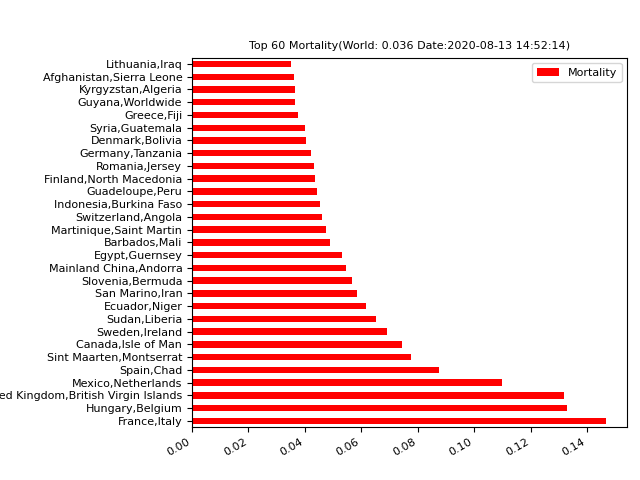 Top 60 Mortality(World: 0.036 Date:2020-08-13 14:52:14)
Mortality
Lithuania,Iraq
Afghanistan,Sierra Leone
Kyrgyzstan,Algeria
Guyana,Worldwide
Greece,Fiji
Syria,Guatemala
Denmark,Bolivia
Germany,Tanzania
Romania,Jersey
Finland,North Macedonia
Guadeloupe,Peru
Indonesia,Burkina Faso
Switzerland,Angola
Martinique,Saint Martin
Barbados,Mali
Egypt,Guernsey
Mainland China,Andorra
Slovenia,Bermuda
San Marino,Iran
Ecuador,Niger
Sudan,Liberia
Sweden,Ireland
Canada,Isle of Man
Sint Maarten,Montserrat
Spain,Chad
Mexico,Netherlands
ed Kingdom,British Virgin Islands
Hungary,Belgium
France,Italy
0.00 0.02 0.04 0.06 0.08 0.10 0.12 0.14